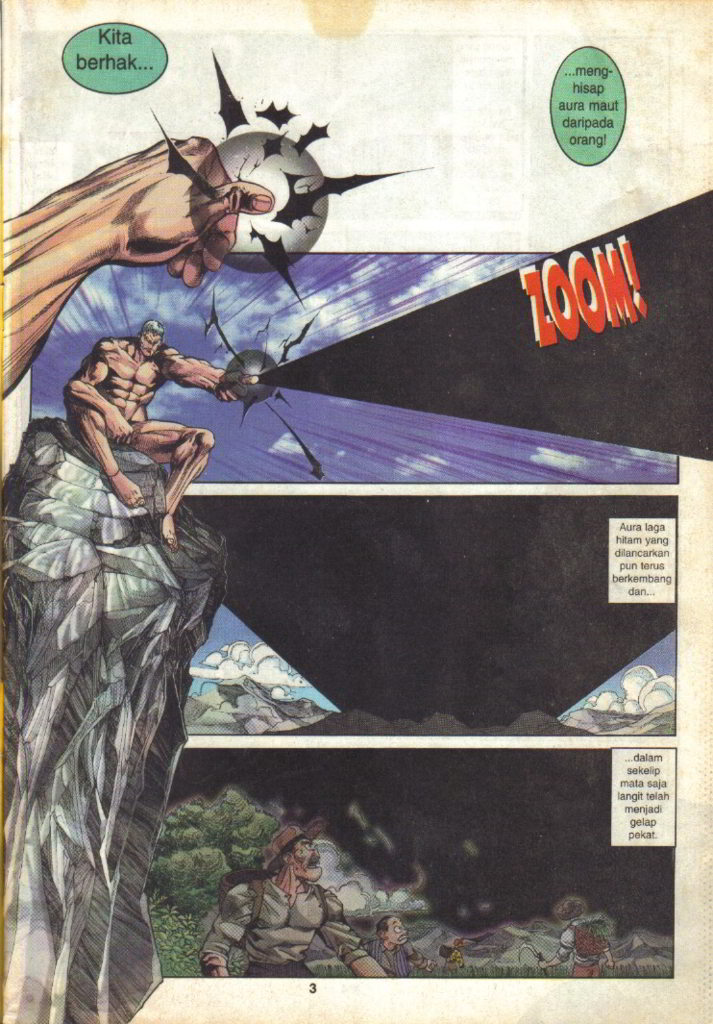 Kita
berhak...
...meng-
hisap
aura maut
daripada
orang!
ZOOM!
Aura laga
hitam yang
dilancarkan
pun terus
berkembang
dan...
...dalam
sekelip
mata saja
langit telah
menjadi
gelap
pekat.
3